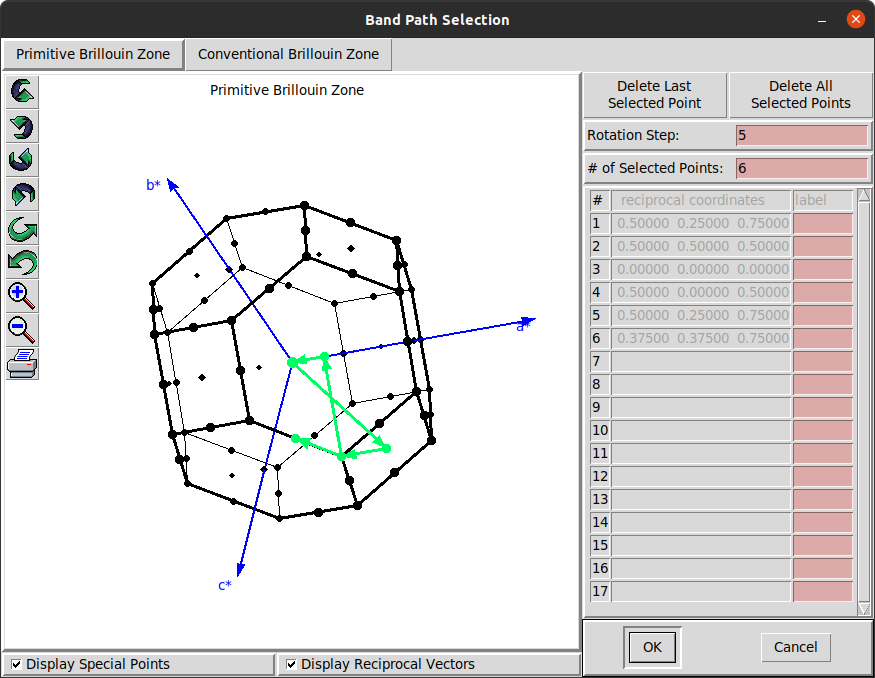 Band Path Selection
Primitive Brillouin Zone
Conventional Brillouin Zone
Primitive Brillouin Zone
b*
a*
c*
Display Special Points
Display Reciprocal Vectors
Delete Last
Selected Point
Delete All
Selected Points
Rotation Step: 5
# of Selected Points: 6
# reciprocal coordinates label
1 0.50000 0.25000 0.75000
2 0.50000 0.50000 0.50000
3 0.00000 0.00000 0.00000
4 0.50000 0.00000 0.50000
5 0.50000 0.25000 0.75000
6 0.37500 0.37500 0.75000
7
8
9
10
11
12
13
14
15
16
17
OK
Cancel